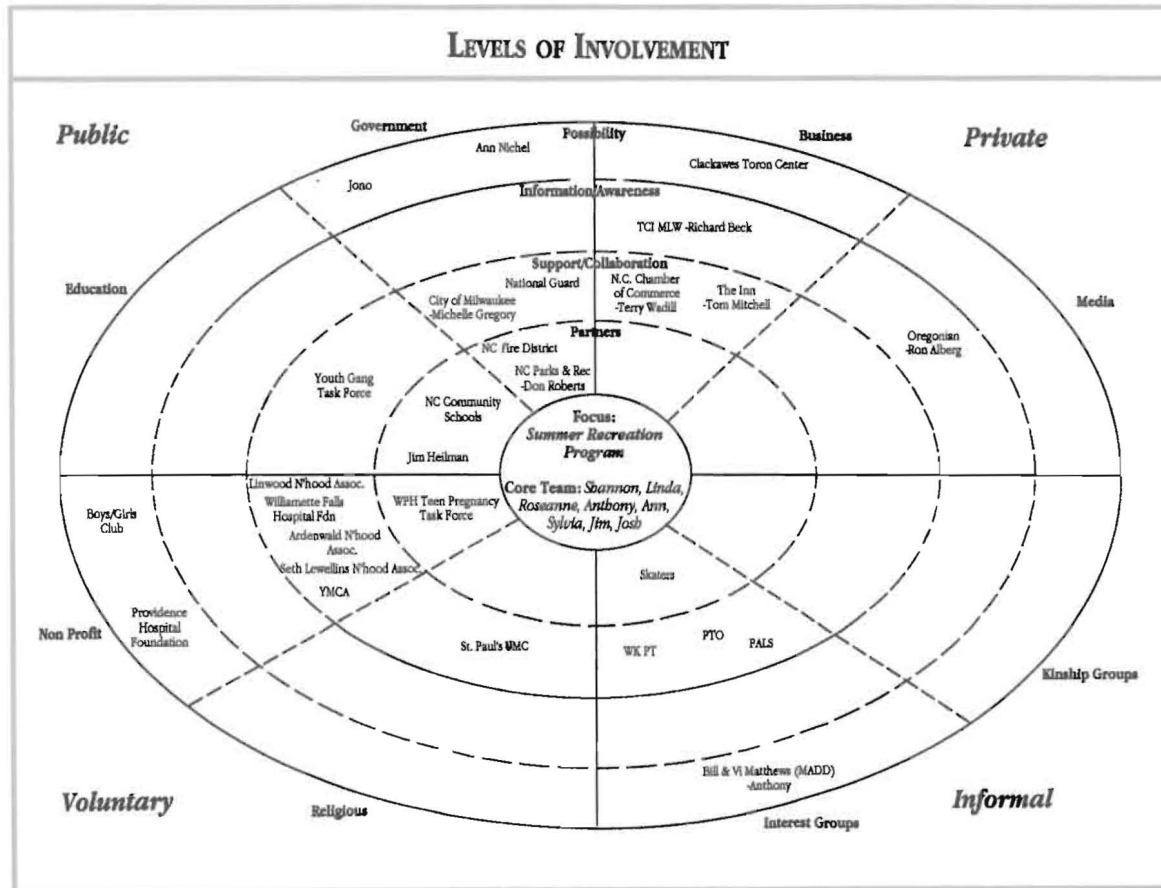 LEVELS OF INVOLVEMENT
Public
Government
Possibility
Business
Private
Ann Nichel
Clackawes Toron Center
Jono
Information/Awareness
TCI MLW -Richard Beck
Education
Support/Collaboration
National Guard
City of Milwaukee
-Michelle Gregory
N.C. Chamber
of Commerce
-Terry Wadill
The Inn
-Tom Mitchell
Media
Partners
Oregonian
-Ron Alberg
NC Fire District
NC Parks & Rec
-Don Roberts
Youth Gang
Task Force
NC Community
Schools
Jim Heilman
Focus:
Summer Recreation
Program
Core Team: Shannon, Linda,
Roseanne, Anthony, Ann,
Sylvia, Jim, Josh
Linwood N'hood Assoc.
Williamette Falls
Hospital Fdn
Ardenwald N'hood
Assoc.
Seth Lewellins N'hood Assoc.
YMCA
WPH Teen Pregnancy
Task Force
Boys/Girls
Club
Providence
Hospital
Foundation
Non Profit
Skaters
St. Paul's UMC
WK PT
PTO
PALS
Kinship Groups
Bill & Vi Matthews (MADD)
-Anthony
Voluntary
Religious
Interest Groups
Informal